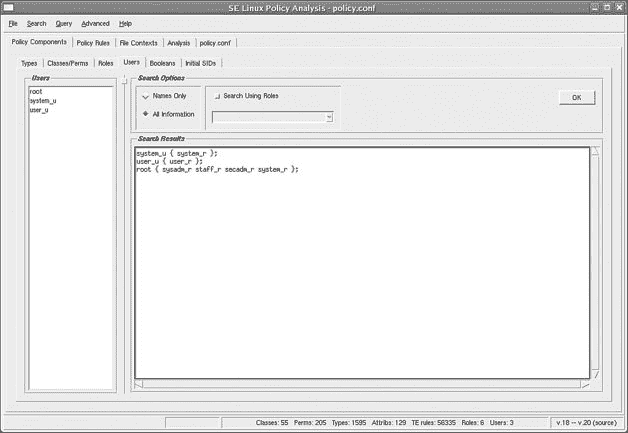 SE Linux Policy Analysis - policy.conf
File Search Query Advanced Help
Policy Components Policy Rules File Contexts Analysis policy.conf
Types Classes/Perms Roles Users Booleans Initial SIDs
Users
root
system_u
user_u
Search Options
Names Only
All Information
Search Using Roles
OK
Search Results
system_u { system_r };
user_u { user_r };
root { sysadm_r staff_r secadm_r system_r };
Classes: 55 Perms: 205 Types: 1595 Attribs: 129 TE rules: 56335 Roles: 6 Users: 3
v.18 -- v.20 (source)